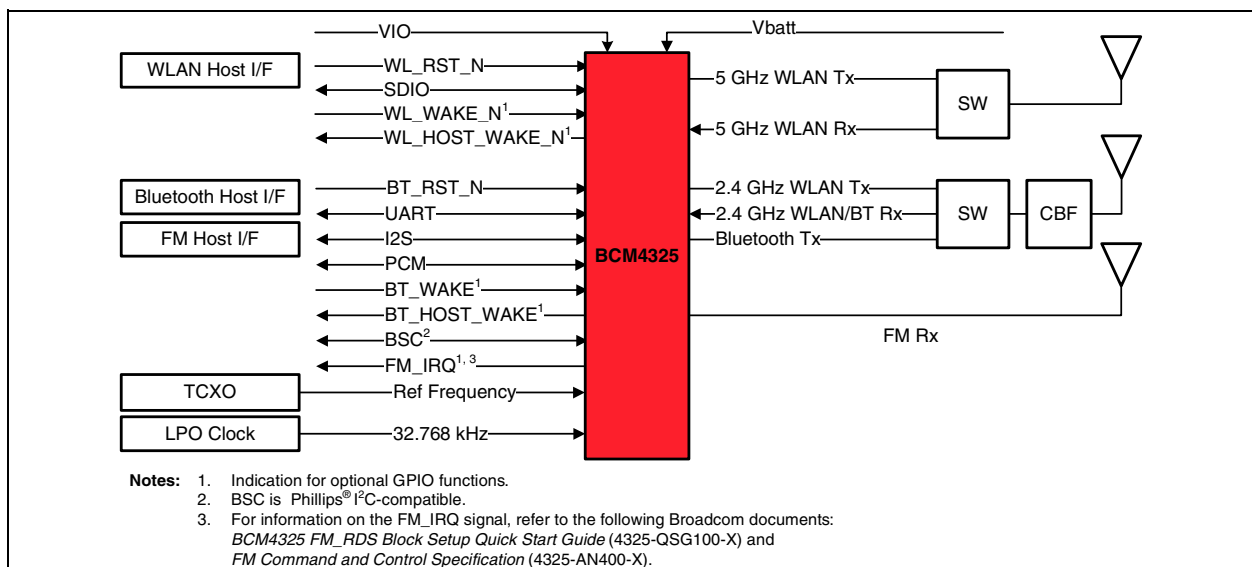 VIO
Vbatt
WLAN Host I/F
WL_RST_N
SDIO
WL_WAKE_N¹
WL_HOST_WAKE_N¹
5 GHz WLAN Tx
SW
5 GHz WLAN Rx
Bluetooth Host I/F
FM Host I/F
BT_RST_N
UART
I2S
PCM
BT_WAKE¹
BT_HOST_WAKE¹
BSC²
FM_IRQ¹, ³
BCM4325
2.4 GHz WLAN Tx
2.4 GHz WLAN/BT Rx
Bluetooth Tx
SW
CBF
FM Rx
TCXO
Ref Frequency
LPO Clock
32.768 kHz
Notes: 1. Indication for optional GPIO functions.
2. BSC is Phillips® I²C-compatible.
3. For information on the FM_IRQ signal, refer to the following Broadcom documents:
BCM4325 FM_RDS Block Setup Quick Start Guide (4325-QSG100-X) and
FM Command and Control Specification (4325-AN400-X).